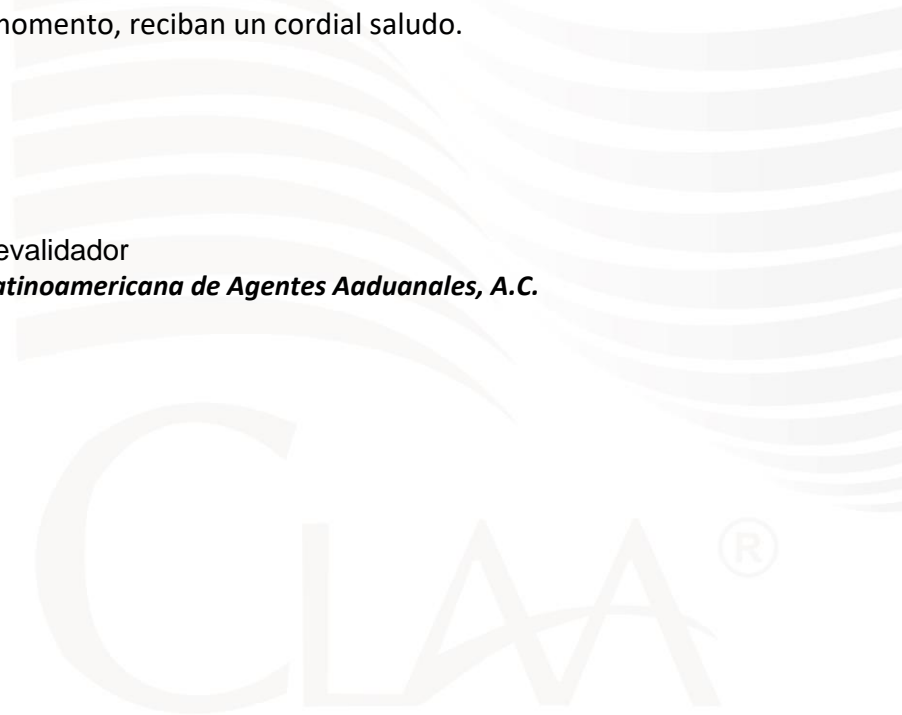 momento, reciban un cordial saludo.
evalidador
atinoamericana de Agentes Aaduanales, A.C.
CLAA®